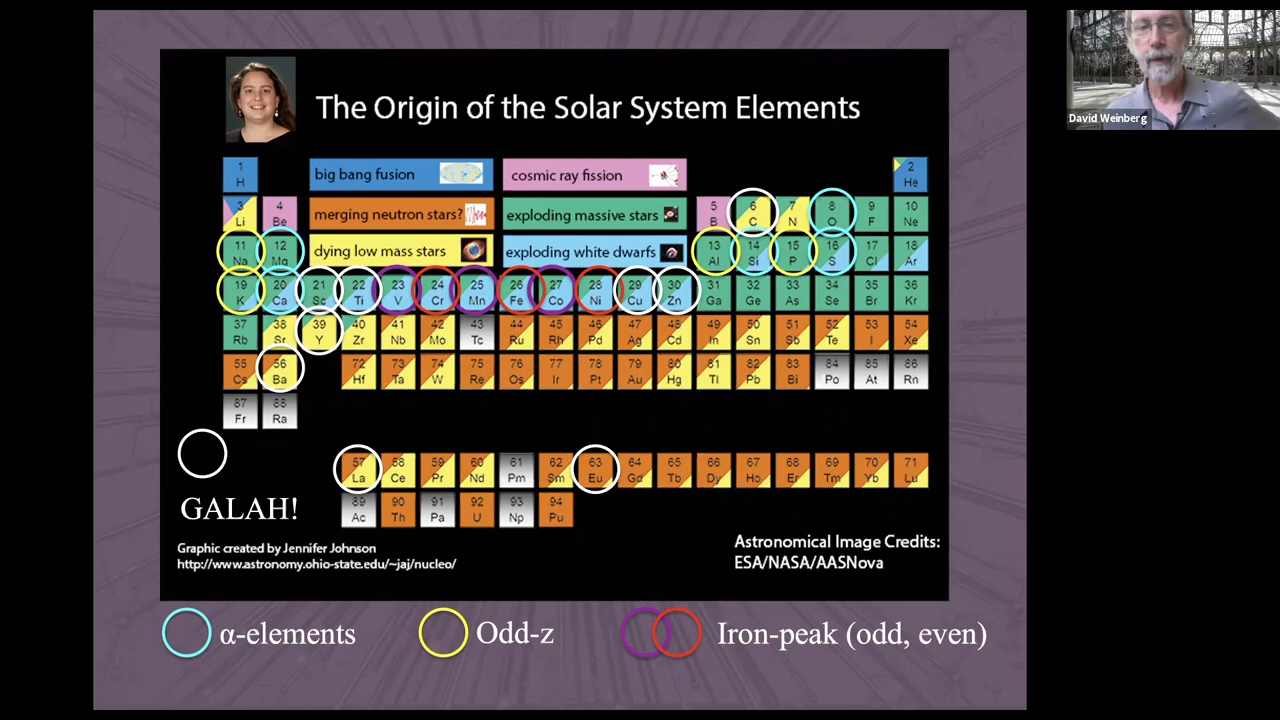 The Origin of the Solar System Elements
David Weinberg
1 H
big bang fusion
cosmic ray fission
2 He
3 Li
4 Be
merging neutron stars?
exploding massive stars
5 B
6 C
7 N
8 O
9 F
10 Ne
11 Na
12 Mg
dying low mass stars
exploding white dwarfs
13 Al
14 Si
15 P
16 S
17 Cl
18 Ar
19 K
20 Ca
21 Sc
22 Ti
23 V
24 Cr
25 Mn
26 Fe
27 Co
28 Ni
29 Cu
30 Zn
31 Ga
32 Ge
33 As
34 Se
35 Br
36 Kr
37 Rb
38 Sr
39 Y
40 Zr
41 Nb
42 Mo
43 Tc
44 Ru
45 Rh
46 Pd
47 Ag
48 Cd
49 In
50 Sn
51 Sb
52 Te
53 I
54 Xe
55 Cs
56 Ba
72 Hf
73 Ta
74 W
75 Re
76 Os
77 Ir
78 Pt
79 Au
80 Hg
81 Tl
82 Pb
83 Bi
84 Po
85 At
86 Rn
87 Fr
88 Ra
57 La
58 Ce
59 Pr
60 Nd
61 Pm
62 Sm
63 Eu
64 Gd
65 Tb
66 Dy
67 Ho
68 Er
69 Tm
70 Yb
71 Lu
GALAH!
89 Ac
90 Th
91 Pa
92 U
93 Np
94 Pu
Graphic created by Jennifer Johnson
http://www.astronomy.ohio-state.edu/~jaj/nucleo/
Astronomical Image Credits:
ESA/NASA/AASNova
α-elements
Odd-z
Iron-peak (odd, even)